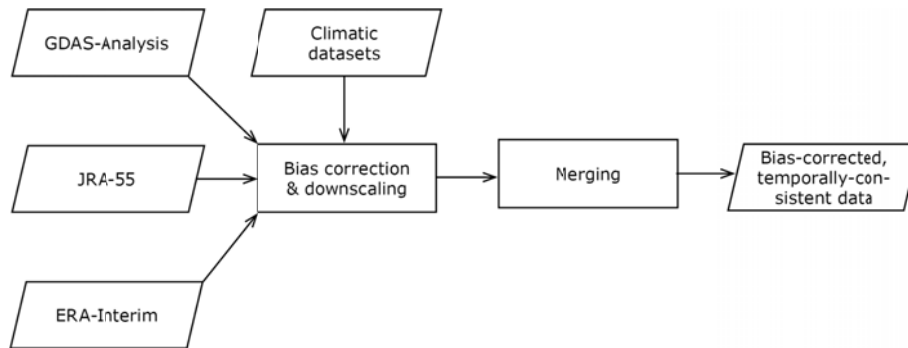 GDAS-Analysis
Climatic
datasets
JRA-55
Bias correction
& downscaling
Merging
Bias-corrected,
temporally-con-
sistent data
ERA-Interim